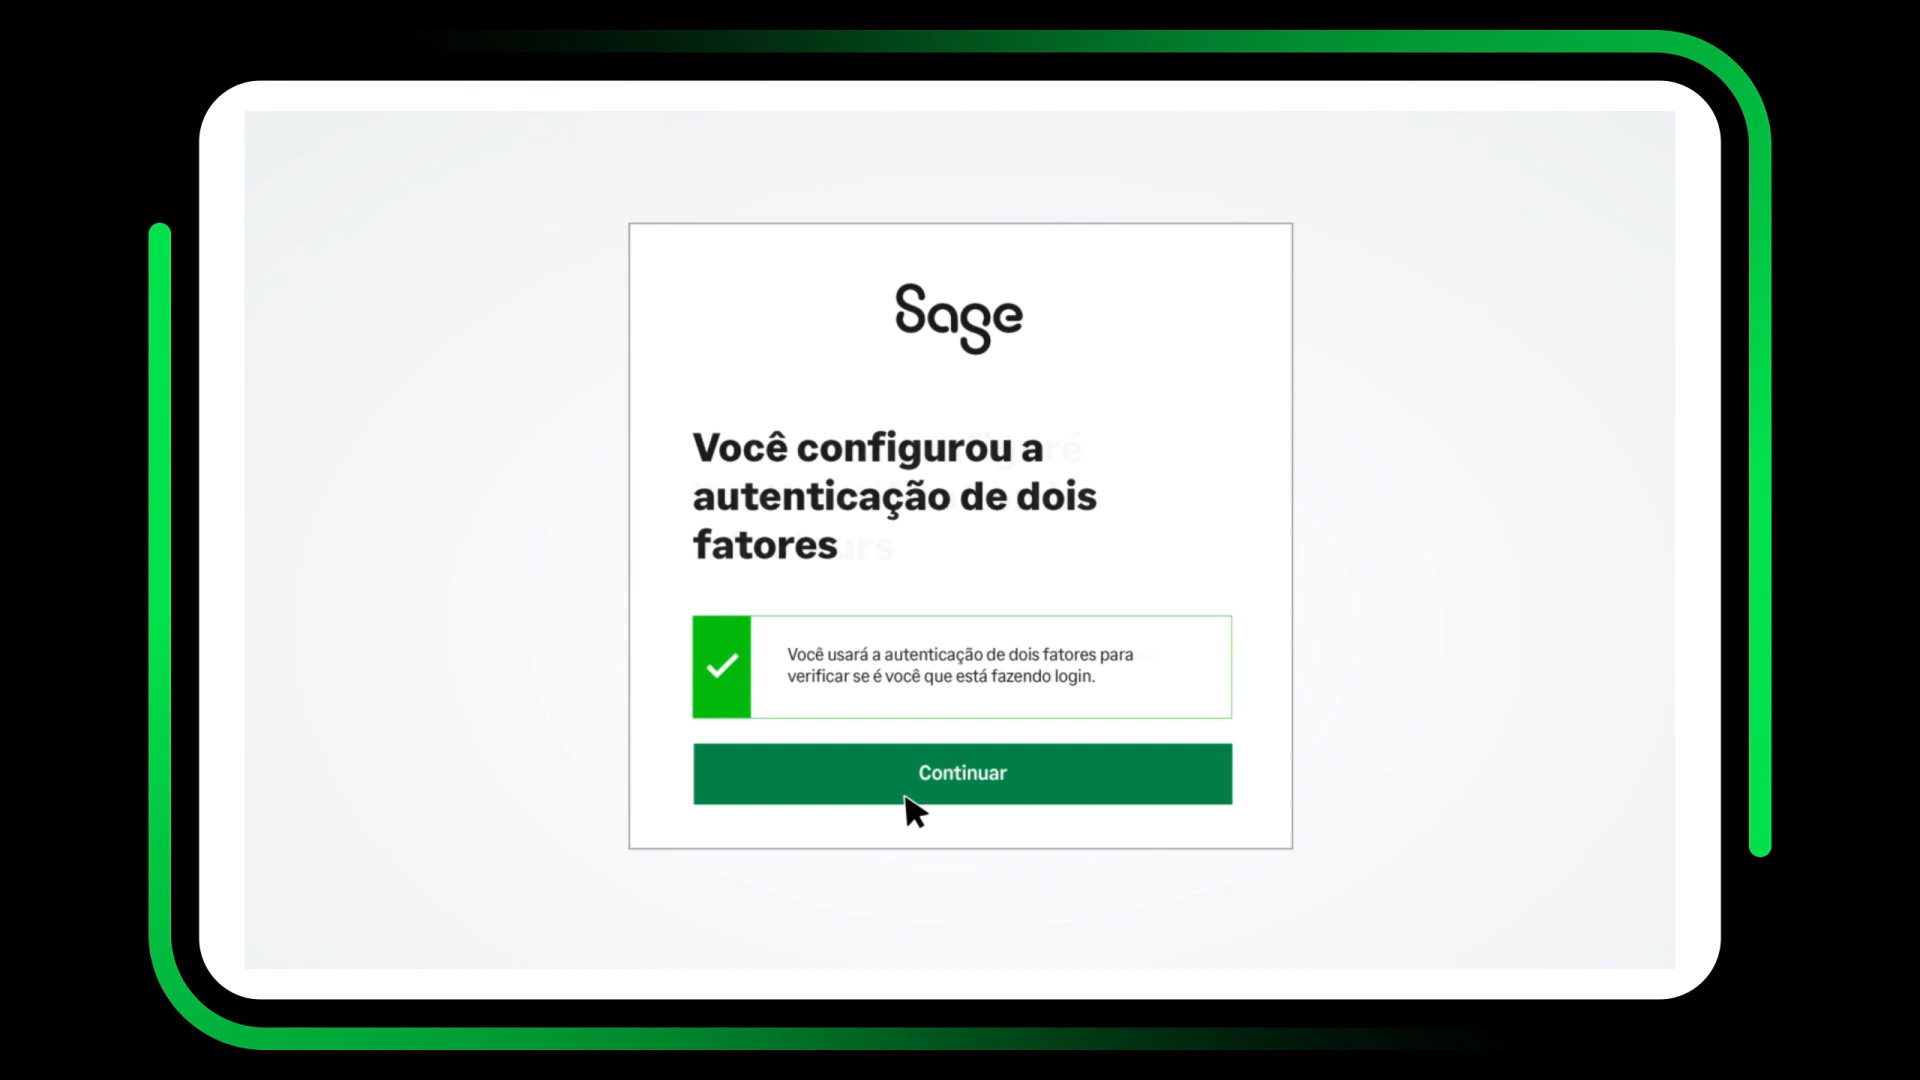 Sage
Você configurou a
autenticação de dois
fatores
Você usará a autenticação de dois fatores para
verificar se é você que está fazendo login.
Continuar